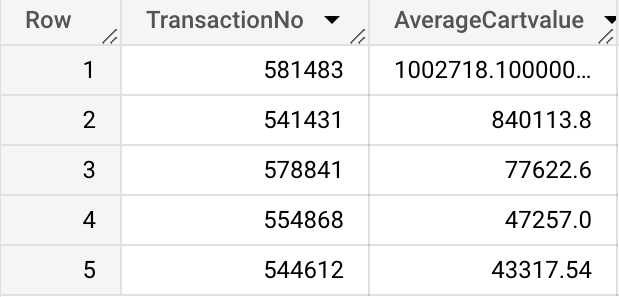 Row TransactionNo AverageCartvalue
1 581483 1002718.100000…
2 541431 840113.8
3 578841 77622.6
4 554868 47257.0
5 544612 43317.54